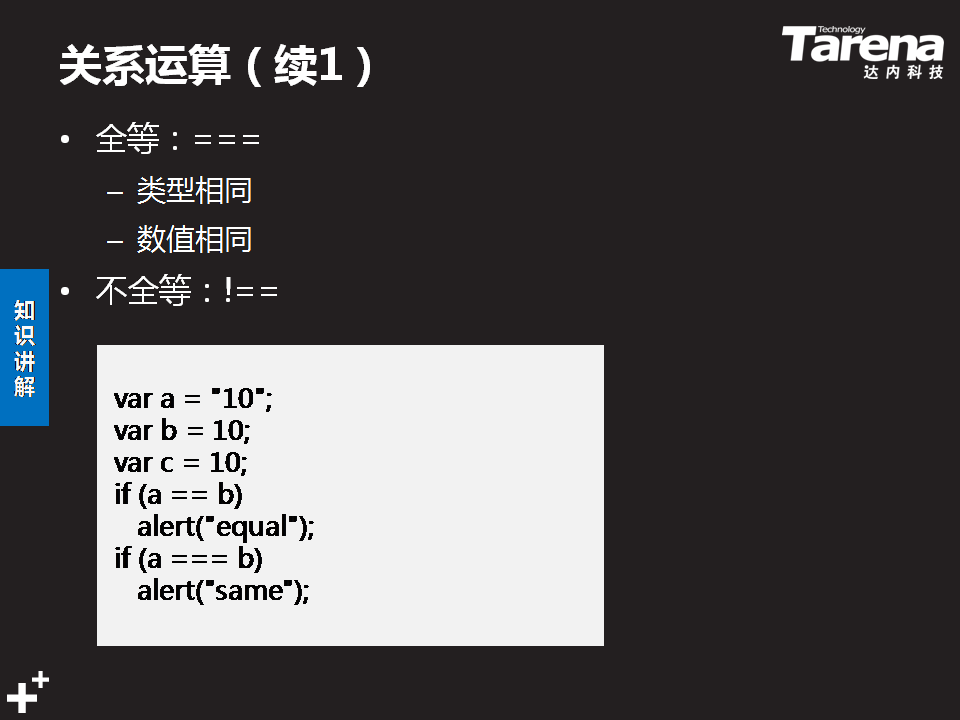 关系运算（续1）
Technology
Tarena
达内科技
• 全等：===
– 类型相同
– 数值相同
• 不全等：!==
知识讲解
var a = "10";
var b = 10;
var c = 10;
if (a == b)
alert("equal");
if (a === b)
alert("same");